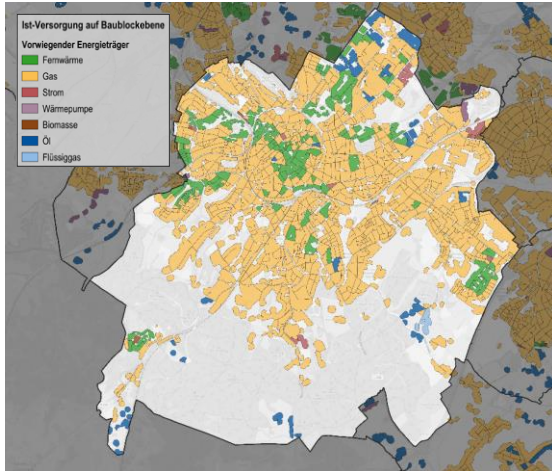 Ist-Versorgung auf Baublockebene
Vorwiegender Energieträger
Fernwärme
Gas
Strom
Wärmepumpe
Biomasse
Öl
Flüssiggas